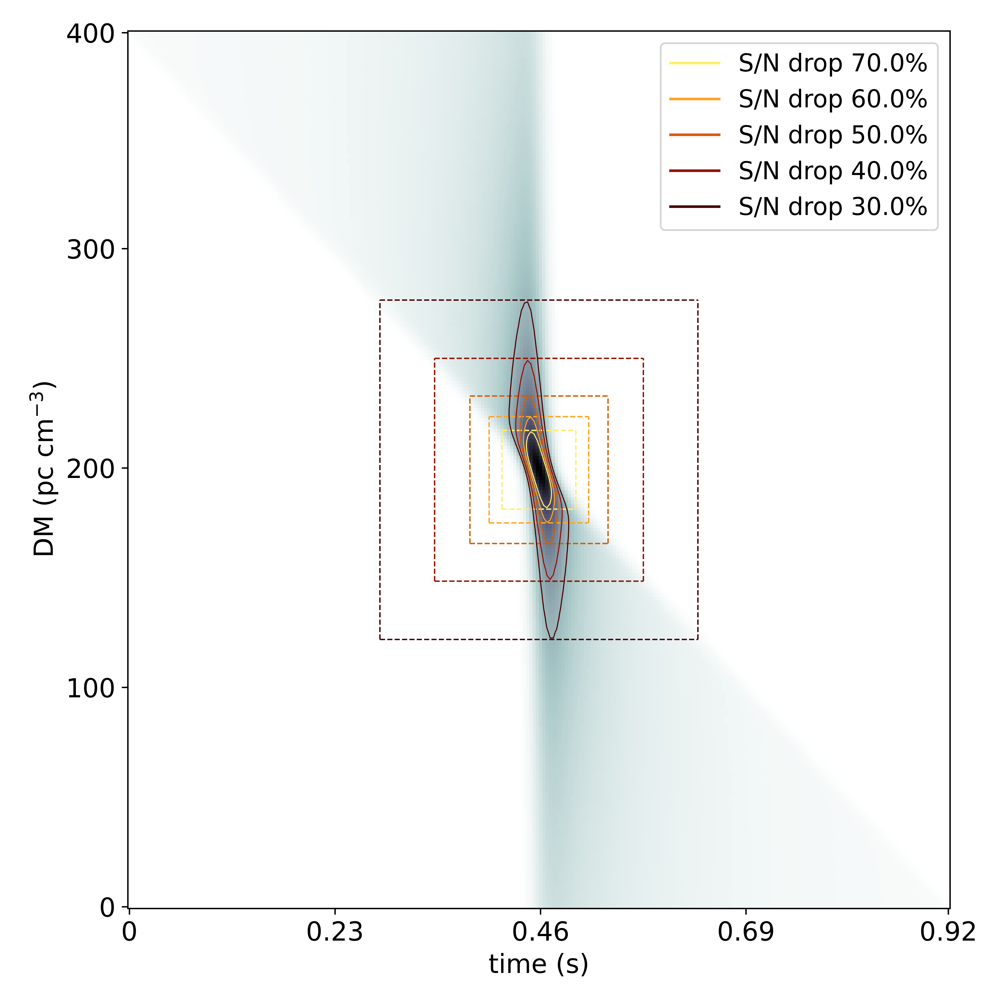 400
300
200
100
0
DM (pc cm⁻³)
S/N drop 70.0%
S/N drop 60.0%
S/N drop 50.0%
S/N drop 40.0%
S/N drop 30.0%
0 0.23 0.46 0.69 0.92
time (s)